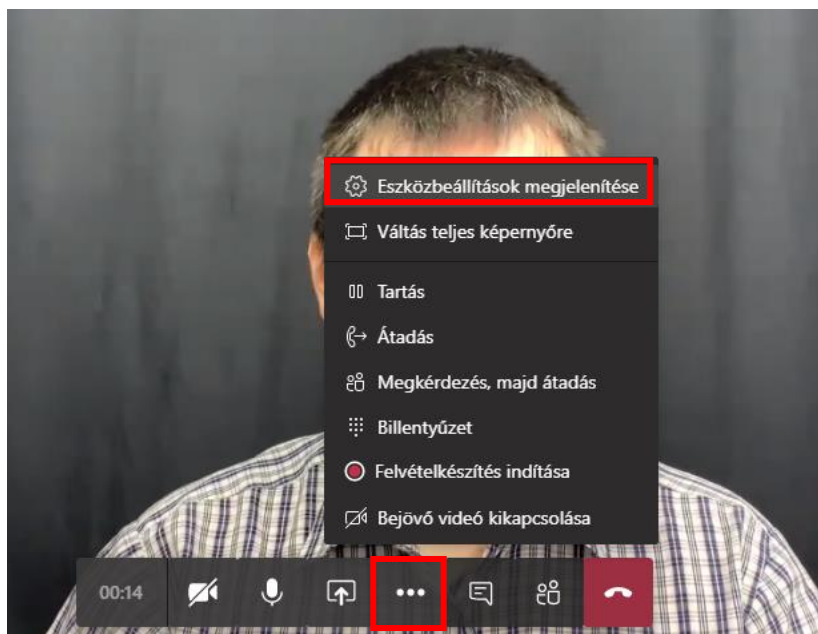 Eszközbeállítások megjelenítése
Váltás teljes képernyőre
Tartás
Átadás
Megkérdezés, majd átadás
Billentyűzet
Felvételkészítés indítása
Bejövő videó kikapcsolása
00:14